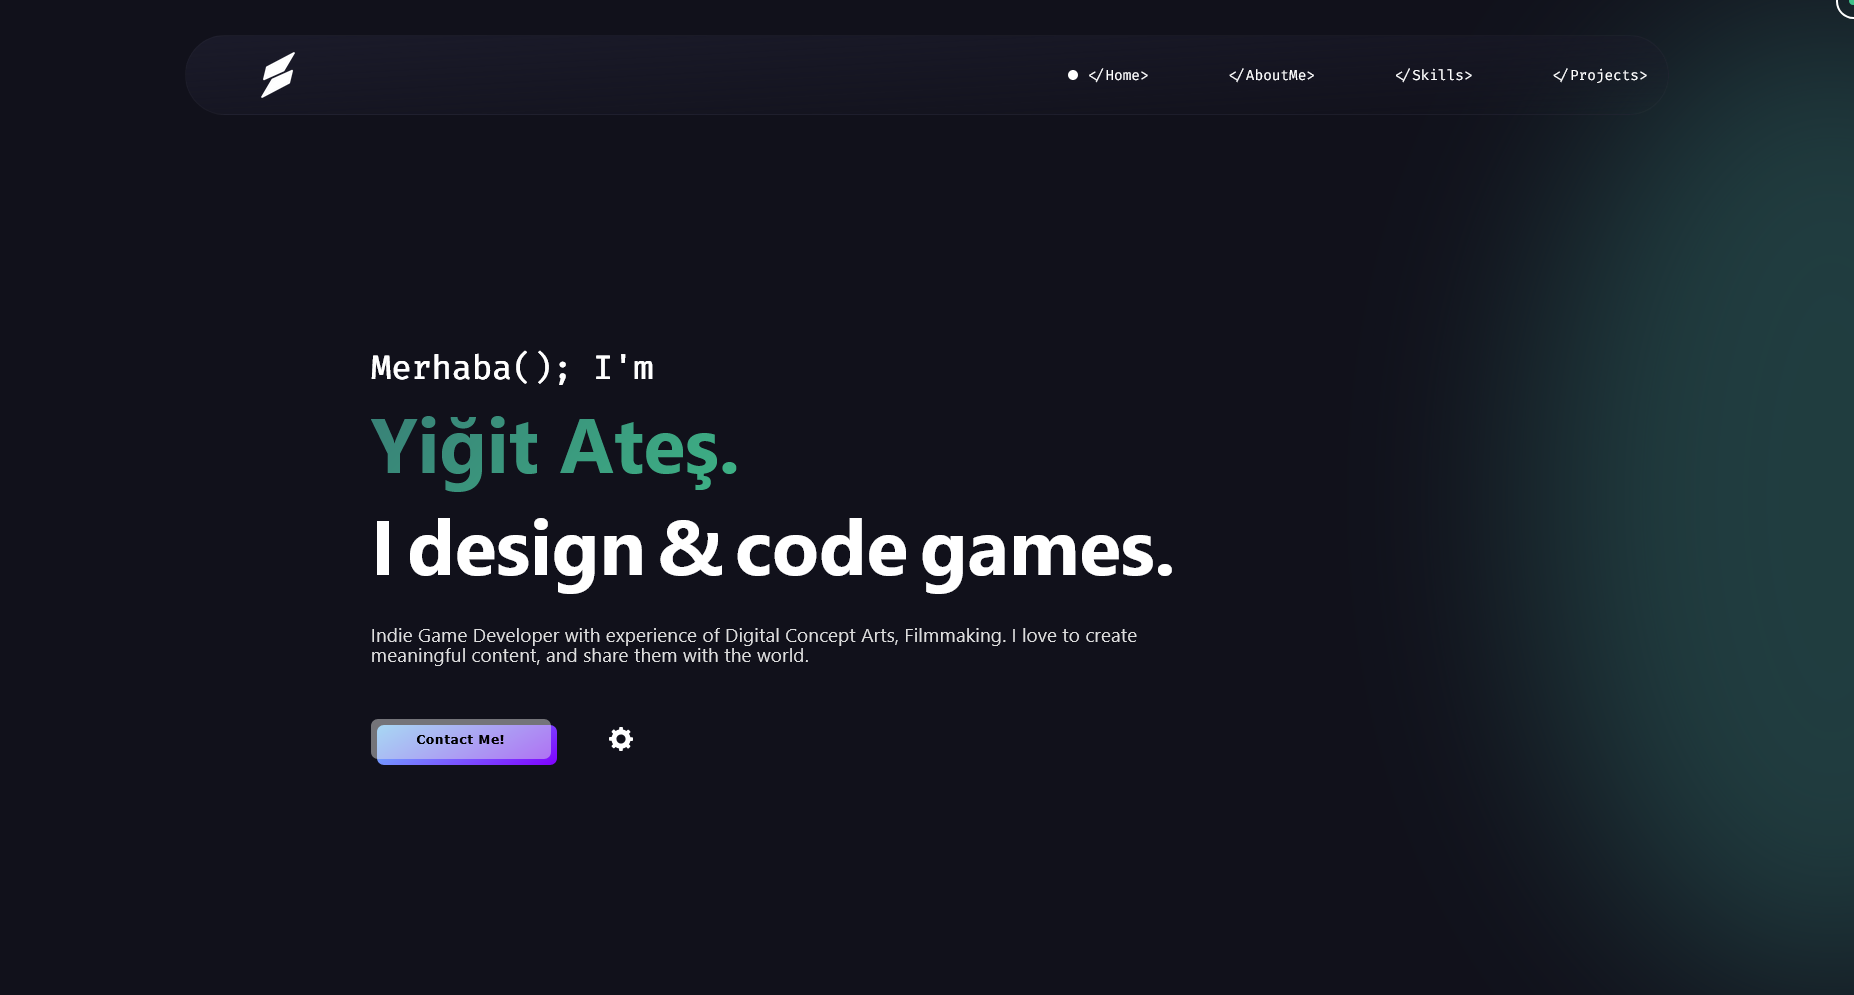 </Home>
</AboutMe>
</Skills>
</Projects>
Merhaba(); I'm
Yiğit Ateş.
I design & code games.
Indie Game Developer with experience of Digital Concept Arts, Filmmaking. I love to create
meaningful content, and share them with the world.
Contact Me!